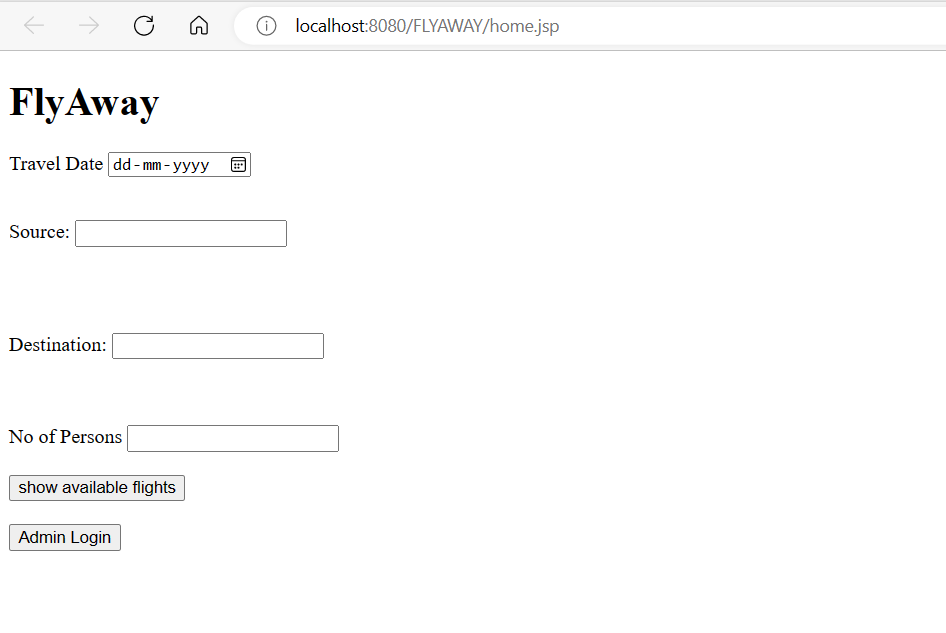 localhost:8080/FLYAWAY/home.jsp
FlyAway
Travel Date dd-mm-yyyy
Source:
Destination:
No of Persons
show available flights
Admin Login